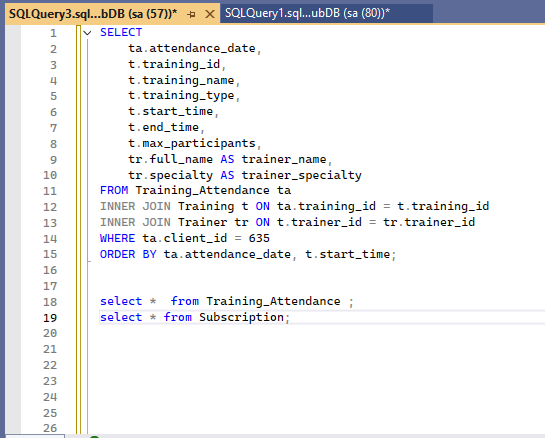 SQLQuery3.sql...bDB (sa (57))* SQLQuery1.sql...ubDB (sa (80))*
1 SELECT
2 ta.attendance_date,
3 t.training_id,
4 t.training_name,
5 t.training_type,
6 t.start_time,
7 t.end_time,
8 t.max_participants,
9 tr.full_name AS trainer_name,
10 tr.specialty AS trainer_specialty
11 FROM Training_Attendance ta
12 INNER JOIN Training t ON ta.training_id = t.training_id
13 INNER JOIN Trainer tr ON t.trainer_id = tr.trainer_id
14 WHERE ta.client_id = 635
15 ORDER BY ta.attendance_date, t.start_time;
16
17
18 select *  from Training_Attendance ;
19 select * from Subscription;
20
21
22
23
24
25
26